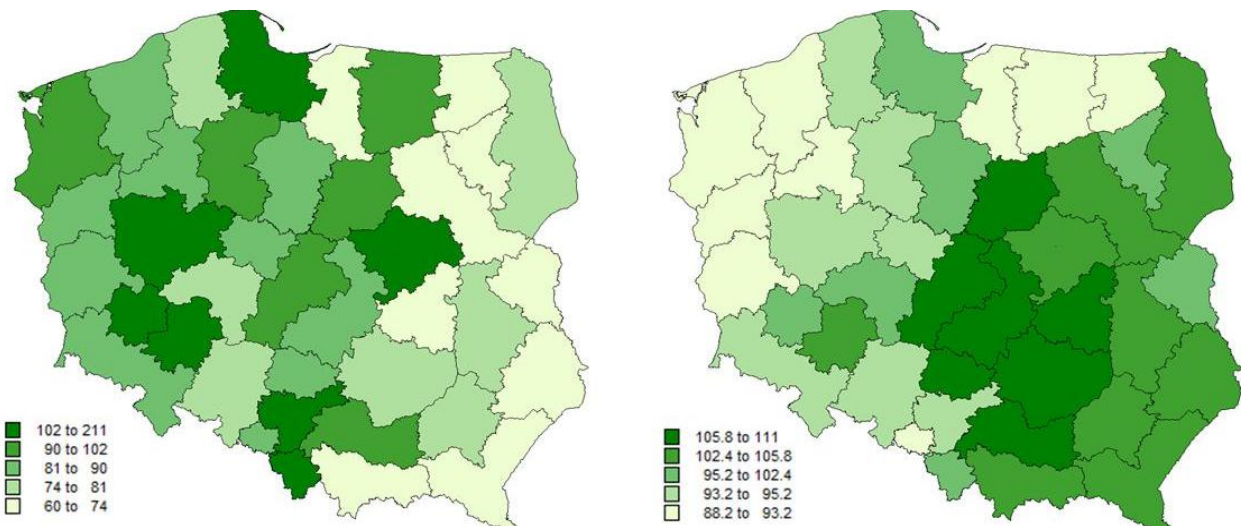 102 to 211
90 to 102
81 to 90
74 to 81
60 to 74
105.8 to 111
102.4 to 105.8
95.2 to 102.4
93.2 to 95.2
88.2 to 93.2